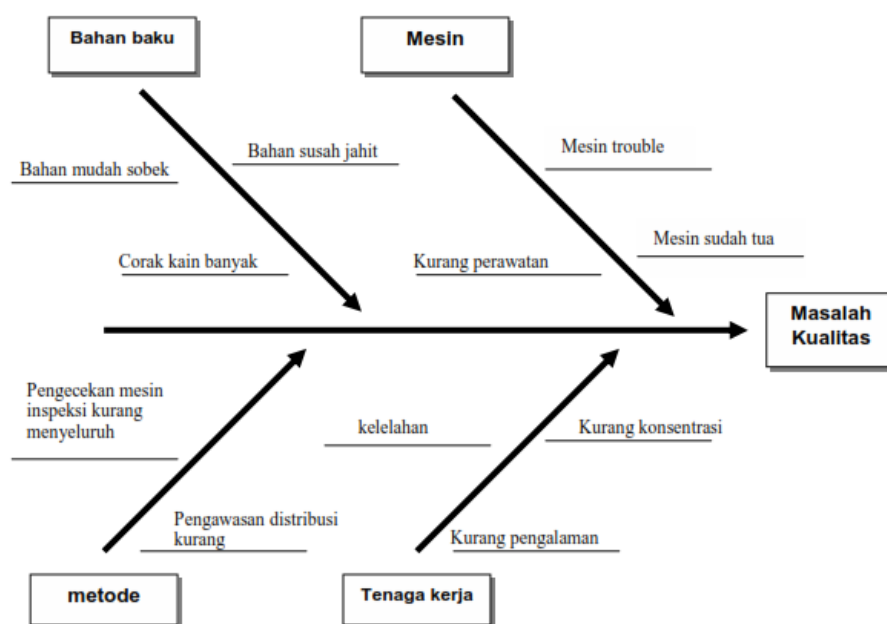 Bahan baku
Mesin
Bahan susah jahit
Mesin trouble
Bahan mudah sobek
Mesin sudah tua
Corak kain banyak
Kurang perawatan
Masalah
Kualitas
Pengecekan mesin
inspeksi kurang
menyeluruh
kelelahan
Kurang konsentrasi
Pengawasan distribusi
kurang
Kurang pengalaman
metode
Tenaga kerja